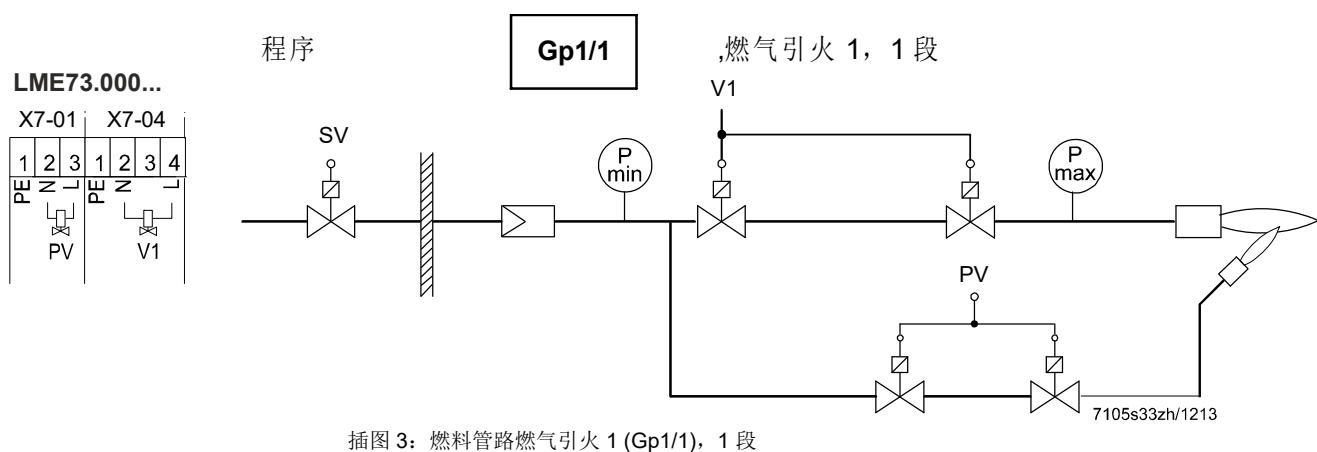 程序 Gp1/1 ,燃气引火 1，1 段
LME73.000...
X7-01 X7-04
1 2 3 1 2 3 4
PE N L PE N L
PV V1
SV
P min
V1
P max
PV
7105s33zh/1213
插图 3：燃料管路燃气引火 1 (Gp1/1)，1 段